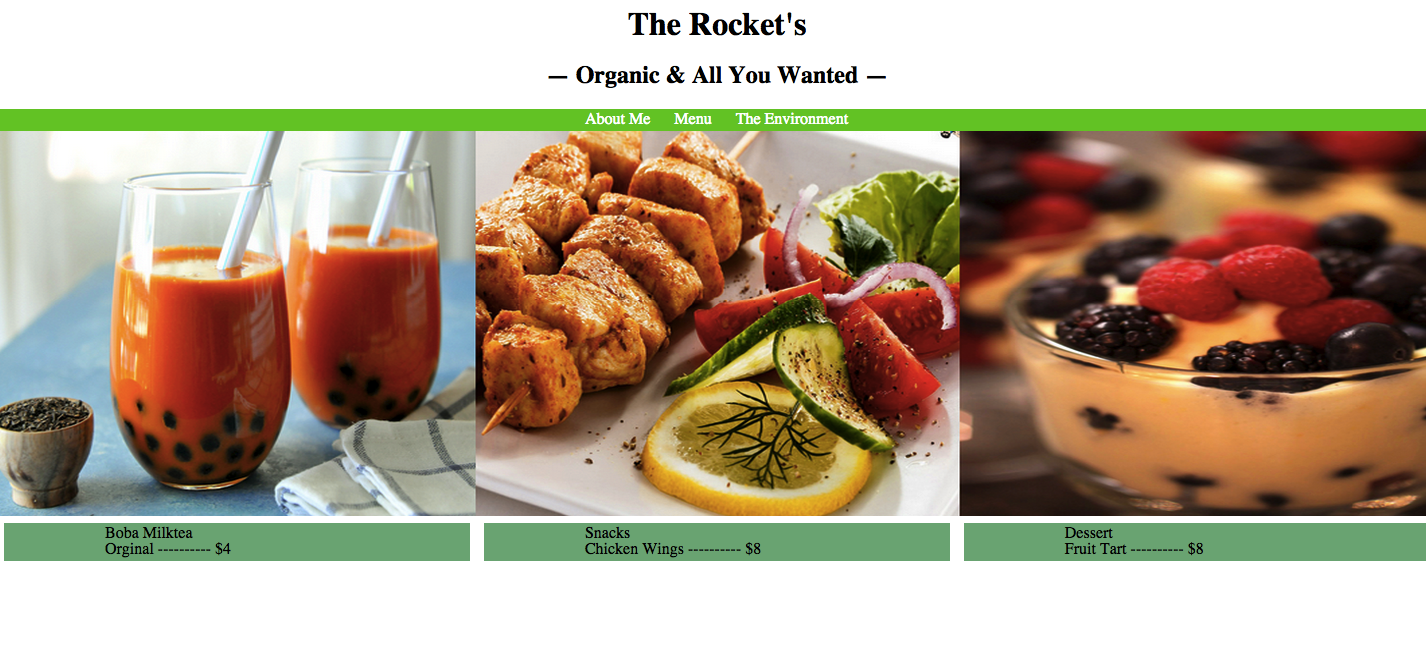 The Rocket's
— Organic & All You Wanted —
About Me Menu The Environment
Boba Milktea
Orginal ---------- $4
Snacks
Chicken Wings ---------- $8
Dessert
Fruit Tart ---------- $8